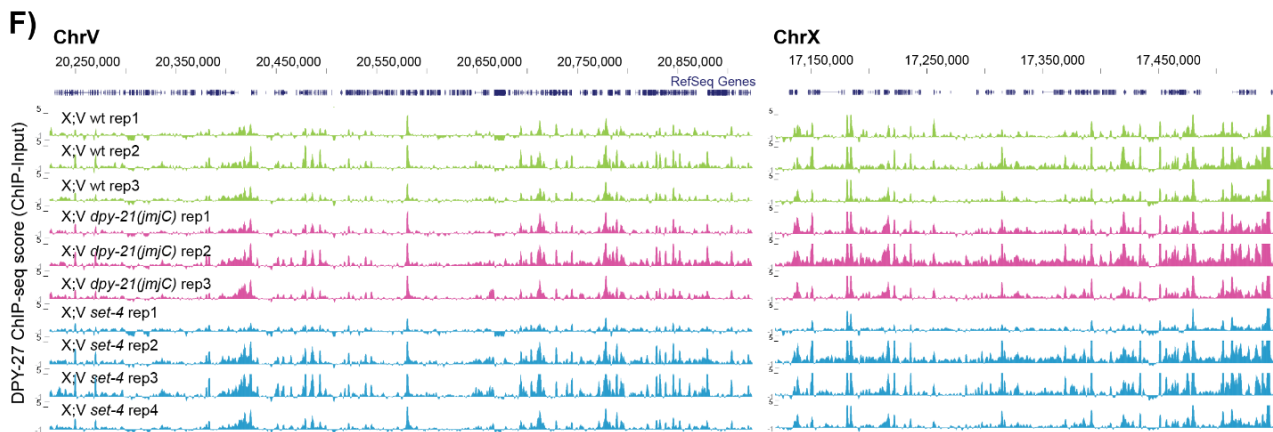 F)
ChrV
ChrX
20,250,000 20,350,000 20,450,000 20,550,000 20,650,000 20,750,000 20,850,000
17,150,000 17,250,000 17,350,000 17,450,000
RefSeq Genes
DPY-27 ChIP-seq score (ChIP-Input)
X;V wt rep1
X;V wt rep2
X;V wt rep3
X;V dpy-21(jmjC) rep1
X;V dpy-21(jmjC) rep2
X;V dpy-21(jmjC) rep3
X;V set-4 rep1
X;V set-4 rep2
X;V set-4 rep3
X;V set-4 rep4